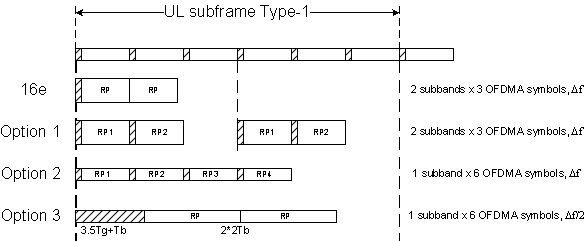 UL subframe Type-1
16e RP RP 2 subbands x 3 OFDMA symbols, Δf
Option 1 RP1 RP2 RP1 RP2 2 subbands x 3 OFDMA symbols, Δf
Option 2 RP1 RP2 RP3 RP4 1 subband x 6 OFDMA symbols, Δf
Option 3 RP RP 1 subband x 6 OFDMA symbols, Δf/2
3.5Tg+Tb 2*2Tb